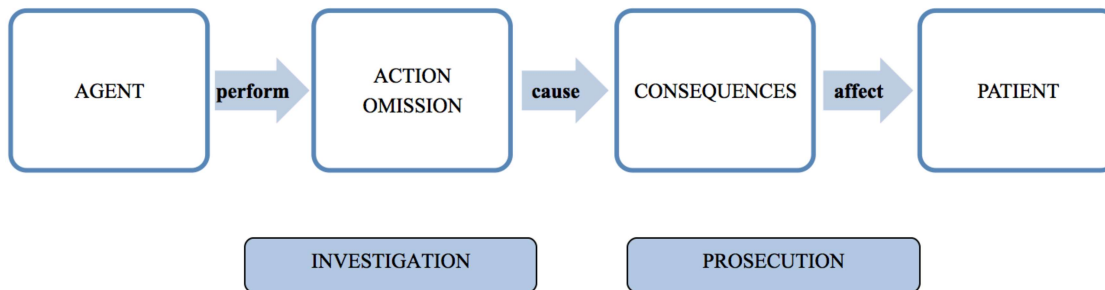 AGENT
perform
ACTION
OMISSION
cause
CONSEQUENCES
affect
PATIENT
INVESTIGATION
PROSECUTION